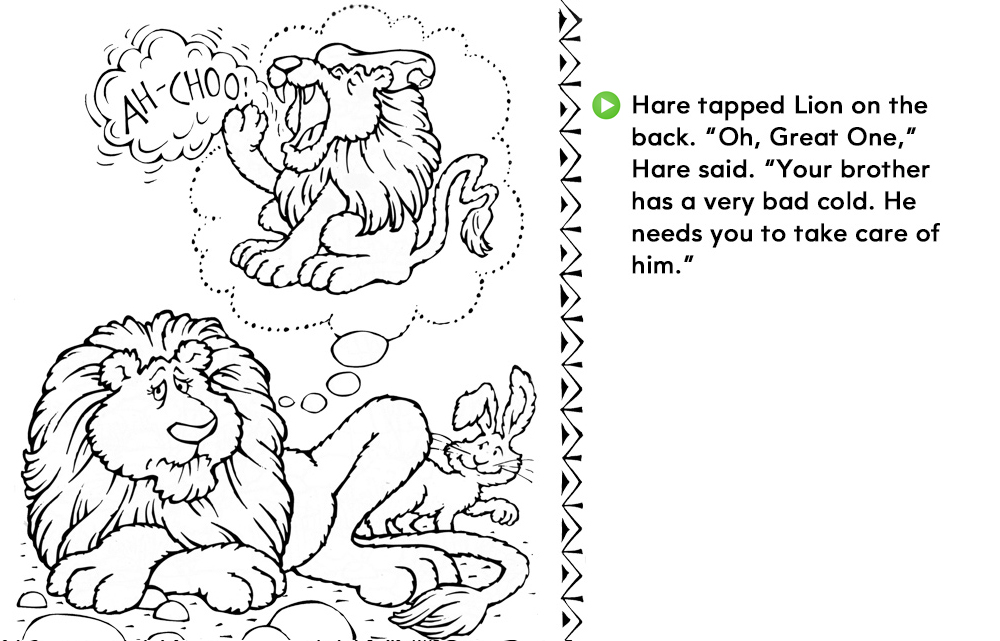 AH-CHOO!
Hare tapped Lion on the
back. “Oh, Great One,”
Hare said. “Your brother
has a very bad cold. He
needs you to take care of
him.”